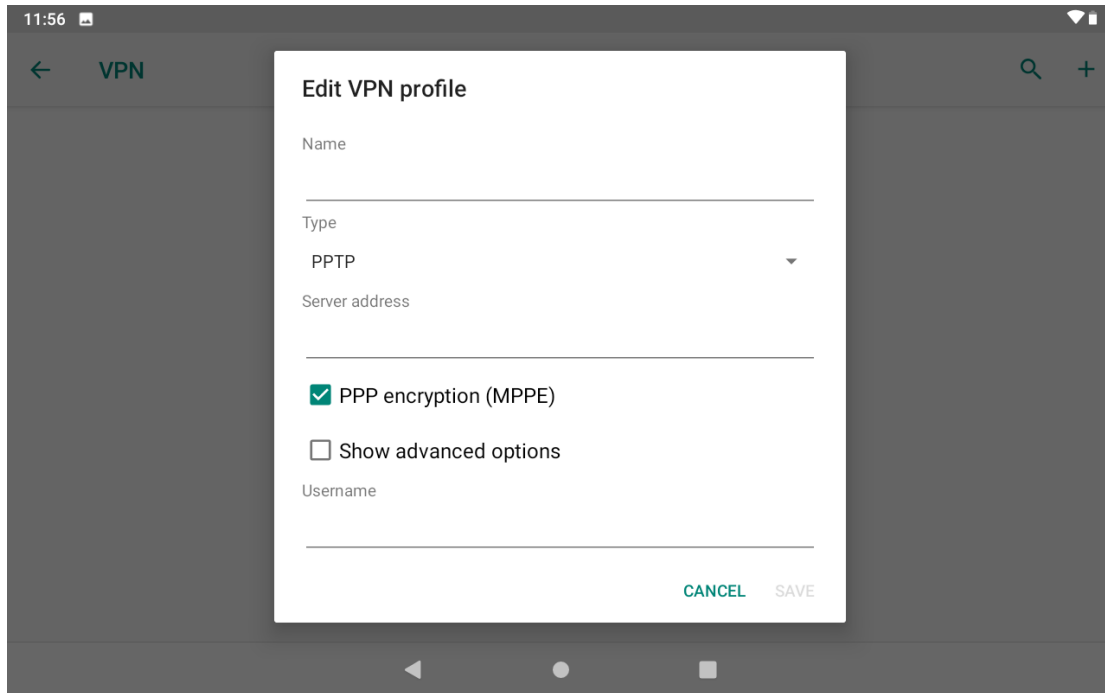 11:56
VPN
Edit VPN profile
Name
Type
PPTP
Server address
PPP encryption (MPPE)
Show advanced options
Username
CANCEL SAVE